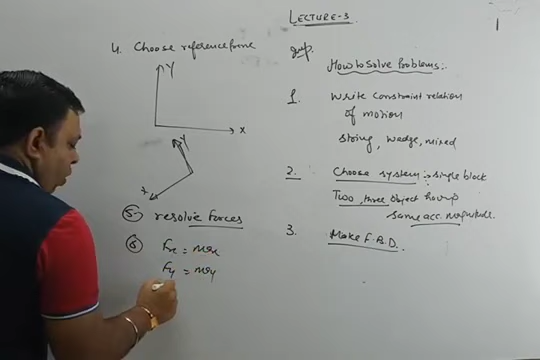 LECTURE-3
Imp.
How to Solve Problems:
1. Write constraint relation
of motion
string, wedge, mixed
2. Choose system: single block
Two, three object having
same acc. magnitude.
3. Make F.B.D.
4. Choose reference frame
Y
X
Y
X
5. resolve forces
6 Fx = max
Fy = may